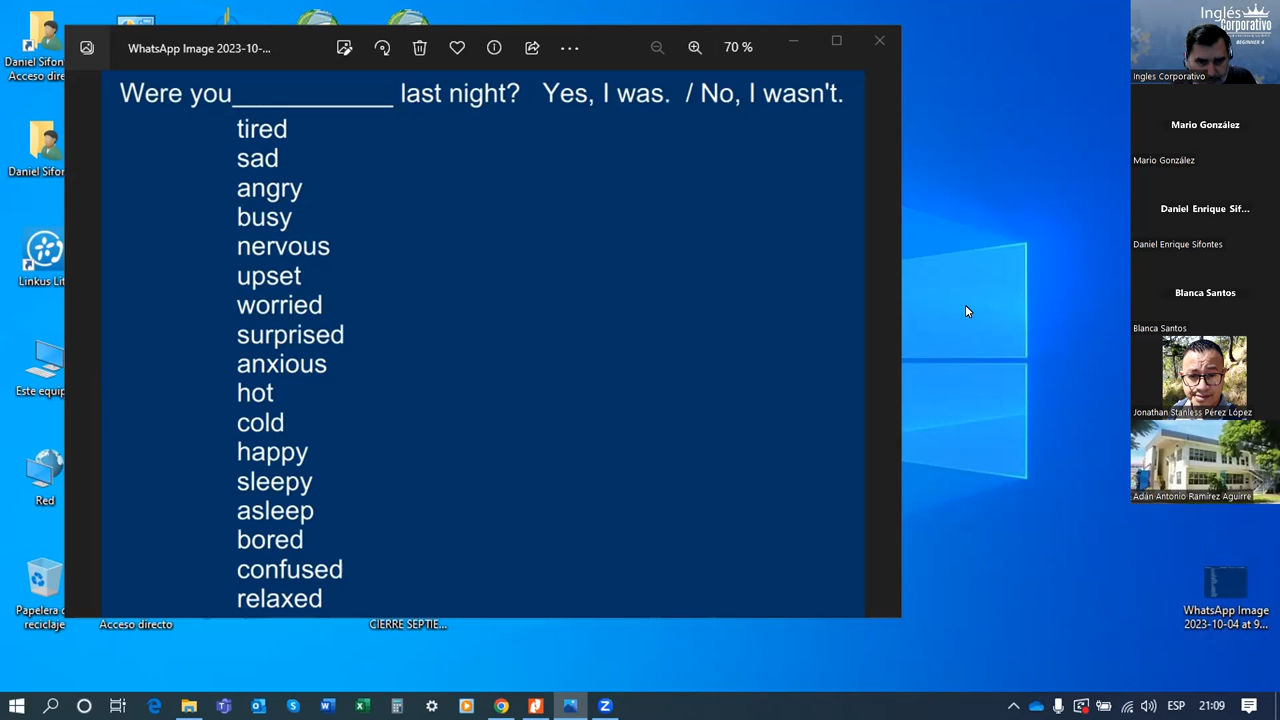 Daniel Sifon
Acceso dire
Daniel Sifon
Linkus Lit
Este equip
Red
Papelera d
reciclaje
Acceso directo
CIERRE SEPTIE...
WhatsApp Image 2023-10-...
70 %
Were you____________ last night? Yes, I was. / No, I wasn't.
tired
sad
angry
busy
nervous
upset
worried
surprised
anxious
hot
cold
happy
sleepy
asleep
bored
confused
relaxed
Inglés
Corporativo
BEGINNER 4
Ingles Corporativo
Mario González
Mario González
Daniel Enrique Sif...
Daniel Enrique Sifontes
Blanca Santos
Blanca Santos
Jonathan Stanless Pérez López
Adán Antonio Ramírez Aguirre
WhatsApp Image
2023-10-04 at 9...
ESP
21:09